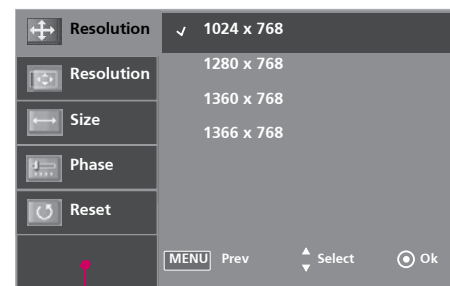 Resolution
✓ 1024 x 768
Resolution
1280 x 768
Size
1360 x 768
1366 x 768
Phase
Reset
MENU Prev Select Ok